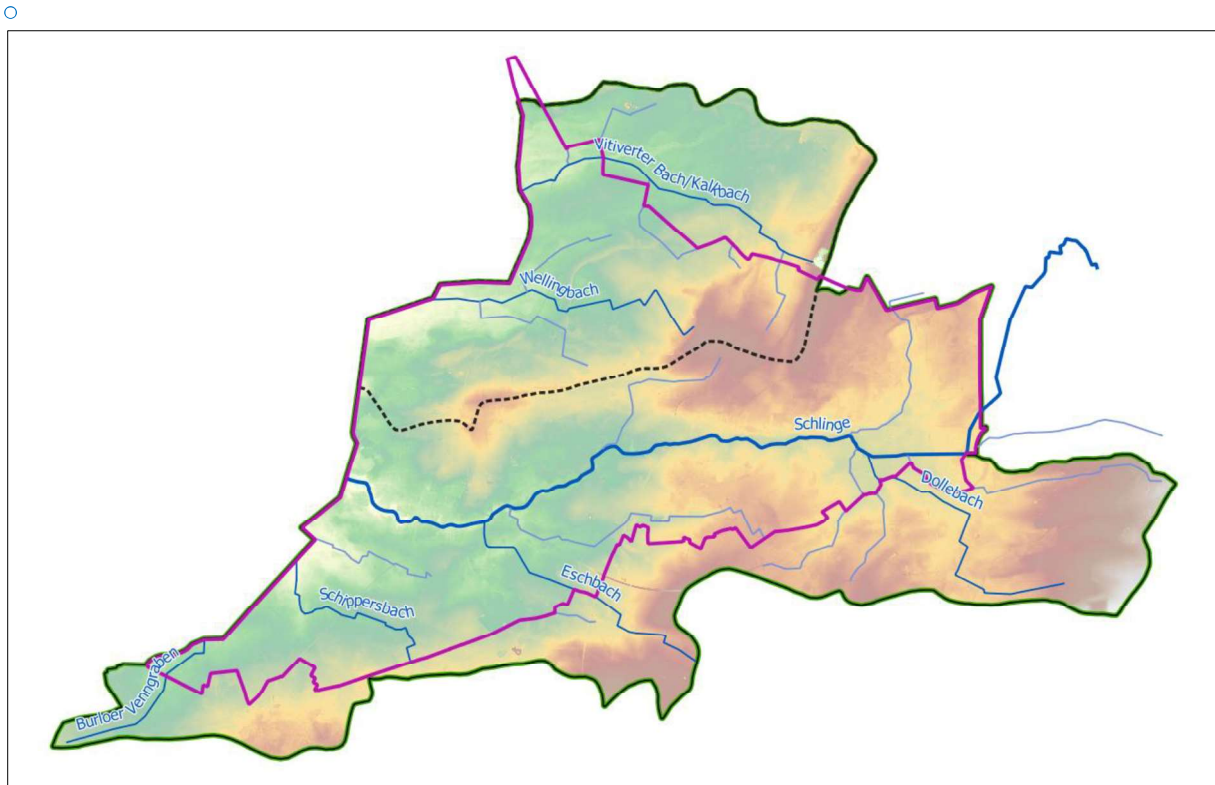 Vitiverter Bach/Kalkbach
Wellingbach
Schlinge
Dollebach
Eschbach
Schippersbach
Burloer Venngraben